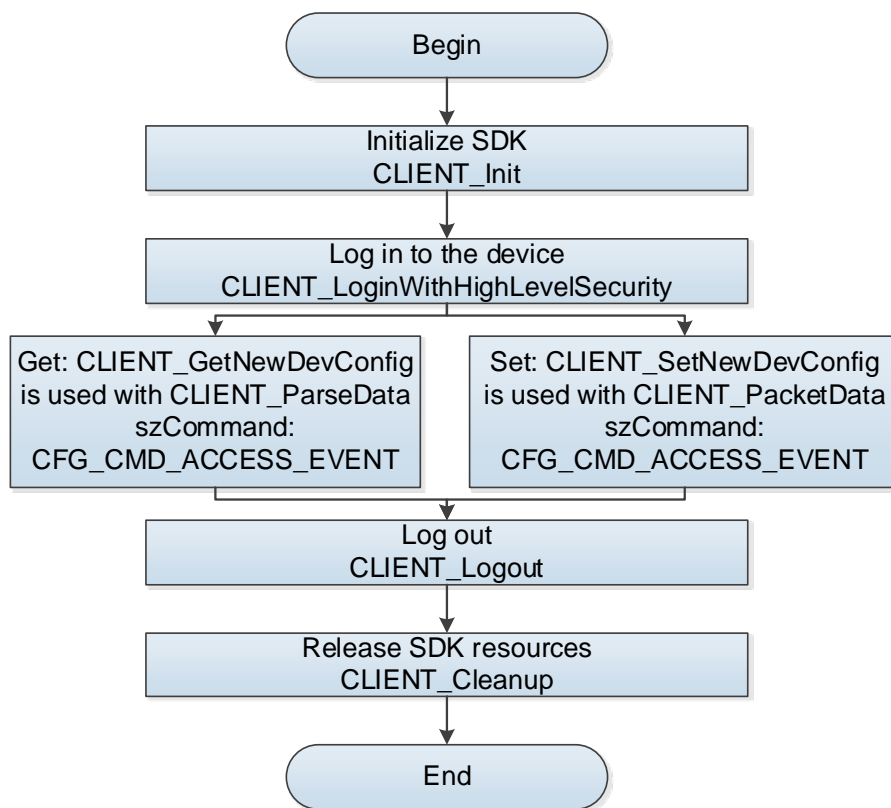 Begin
Initialize SDK
CLIENT_Init
Log in to the device
CLIENT_LoginWithHighLevelSecurity
Get: CLIENT_GetNewDevConfig
is used with CLIENT_ParseData
szCommand:
CFG_CMD_ACCESS_EVENT
Set: CLIENT_SetNewDevConfig
is used with CLIENT_PacketData
szCommand:
CFG_CMD_ACCESS_EVENT
Log out
CLIENT_Logout
Release SDK resources
CLIENT_Cleanup
End